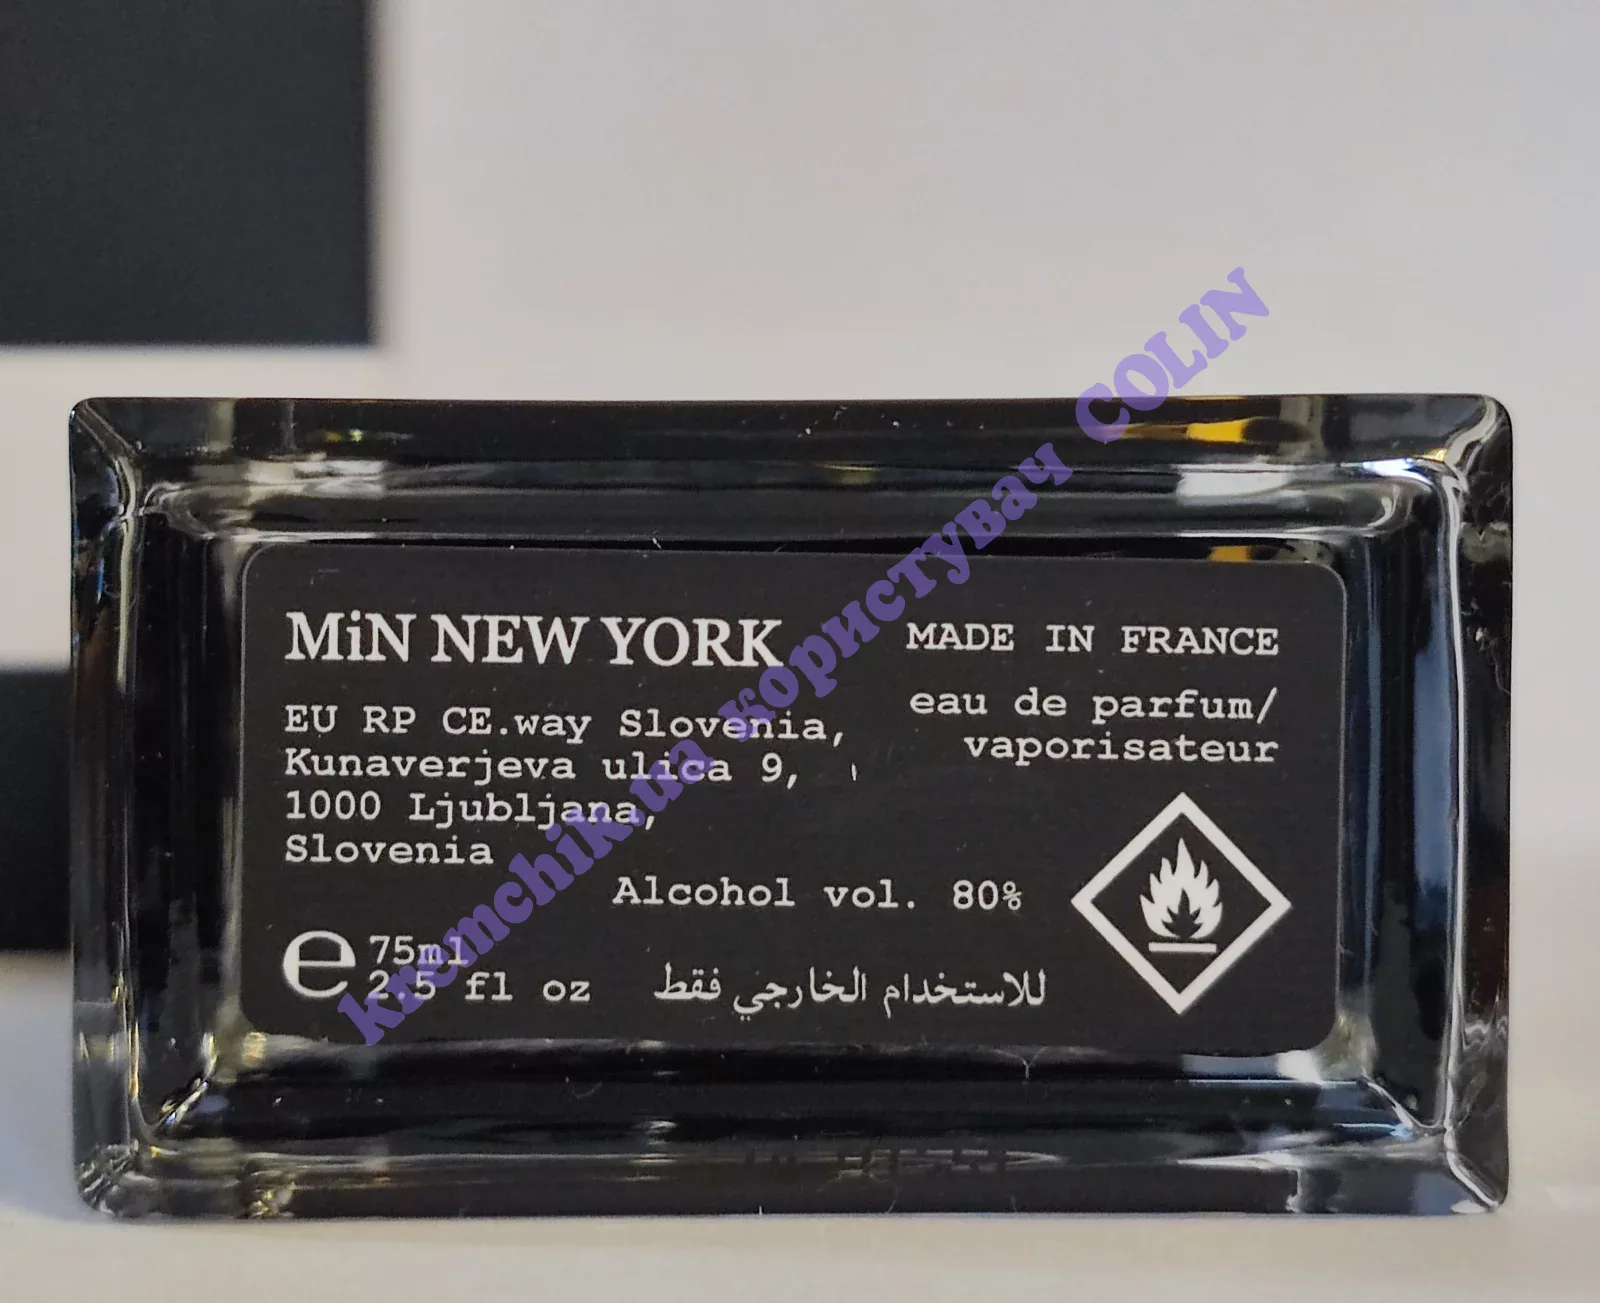 MiN NEW YORK
EU RP CE.way Slovenia,
Kunaverjeva ulica 9,
1000 Ljubljana,
Slovenia
MADE IN FRANCE
eau de parfum/
vaporisateur
Alcohol vol. 80%
e 75ml
2.5 fl oz
للاستخدام الخارجي فقط
kremchik.ua користувач COLIN